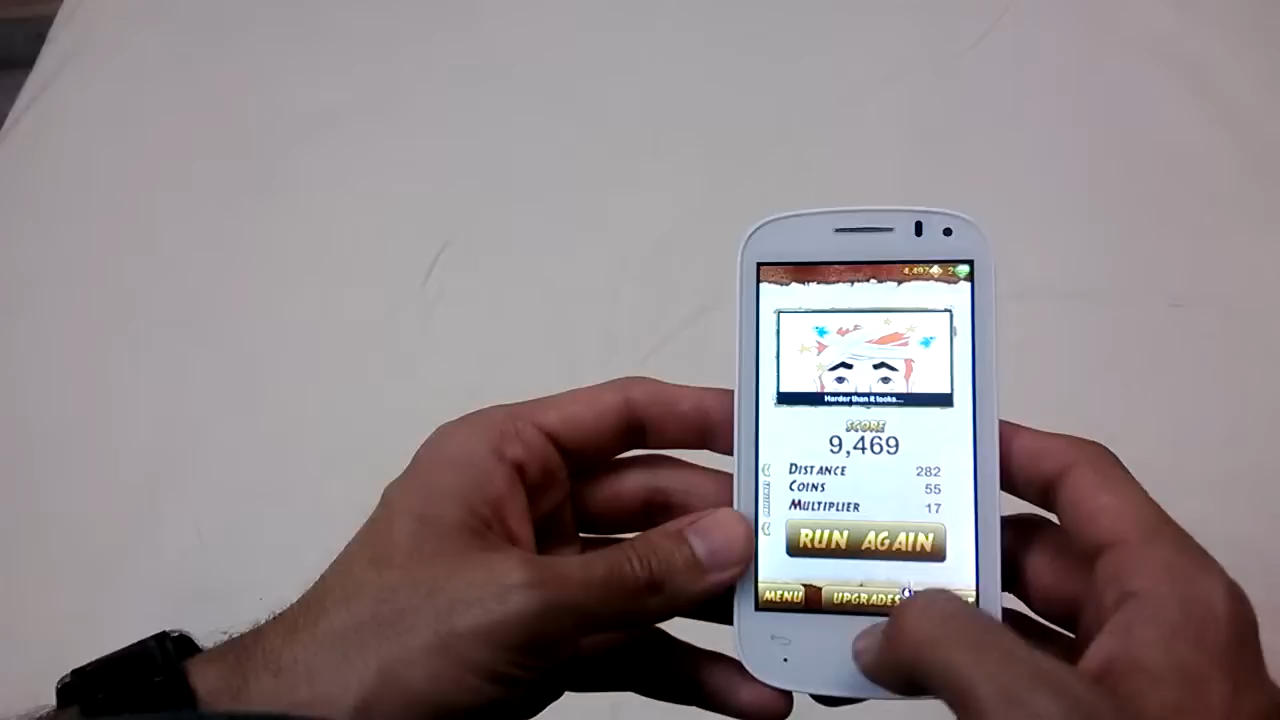 4,497 2
Harder than it looks...
SCORE
9,469
DISTANCE 282
COINS 55
MULTIPLIER 17
RUN AGAIN
MENU UPGRADES